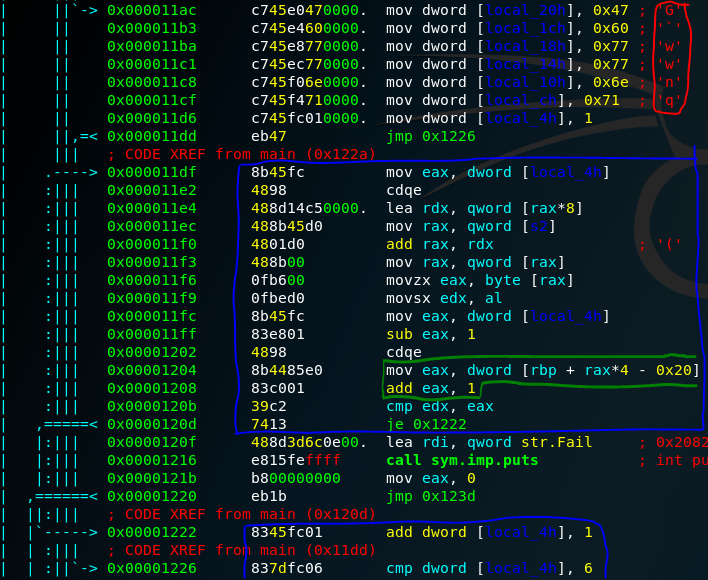 ||`-> 0x000011ac c745e0470000. mov dword [local_20h], 0x47 ; 'G'
|| 0x000011b3 c745e4600000. mov dword [local_1ch], 0x60 ; '`'
|| 0x000011ba c745e8770000. mov dword [local_18h], 0x77 ; 'w'
|| 0x000011c1 c745ec770000. mov dword [local_14h], 0x77 ; 'w'
|| 0x000011c8 c745f06e0000. mov dword [local_10h], 0x6e ; 'n'
|| 0x000011cf c745f4710000. mov dword [local_ch], 0x71 ; 'q'
|| 0x000011d6 c745fc010000. mov dword [local_4h], 1
||,=< 0x000011dd eb47 jmp 0x1226
||| ; CODE XREF from main (0x122a)
.----> 0x000011df 8b45fc mov eax, dword [local_4h]
:||| 0x000011e2 4898 cdqe
:||| 0x000011e4 488d14c50000. lea rdx, qword [rax*8]
:||| 0x000011ec 488b45d0 mov rax, qword [s2]
:||| 0x000011f0 4801d0 add rax, rdx ; '('
:||| 0x000011f3 488b00 mov rax, qword [rax]
:||| 0x000011f6 0fb600 movzx eax, byte [rax]
:||| 0x000011f9 0fbed0 movsx edx, al
:||| 0x000011fc 8b45fc mov eax, dword [local_4h]
:||| 0x000011ff 83e801 sub eax, 1
:||| 0x00001202 4898 cdqe
:||| 0x00001204 8b4485e0 mov eax, dword [rbp + rax*4 - 0x20]
:||| 0x00001208 83c001 add eax, 1
:||| 0x0000120b 39c2 cmp edx, eax
,=====< 0x0000120d 7413 je 0x1222
|:||| 0x0000120f 488d3d6c0e00. lea rdi, qword str.Fail ; 0x2082
|:||| 0x00001216 e815feffff call sym.imp.puts ; int pu
|:||| 0x0000121b b800000000 mov eax, 0
,======< 0x00001220 eb1b jmp 0x123d
||:||| ; CODE XREF from main (0x120d)
|`-----> 0x00001222 8345fc01 add dword [local_4h], 1
| :||| ; CODE XREF from main (0x11dd)
| :||`-> 0x00001226 837dfc06 cmp dword [local_4h], 6